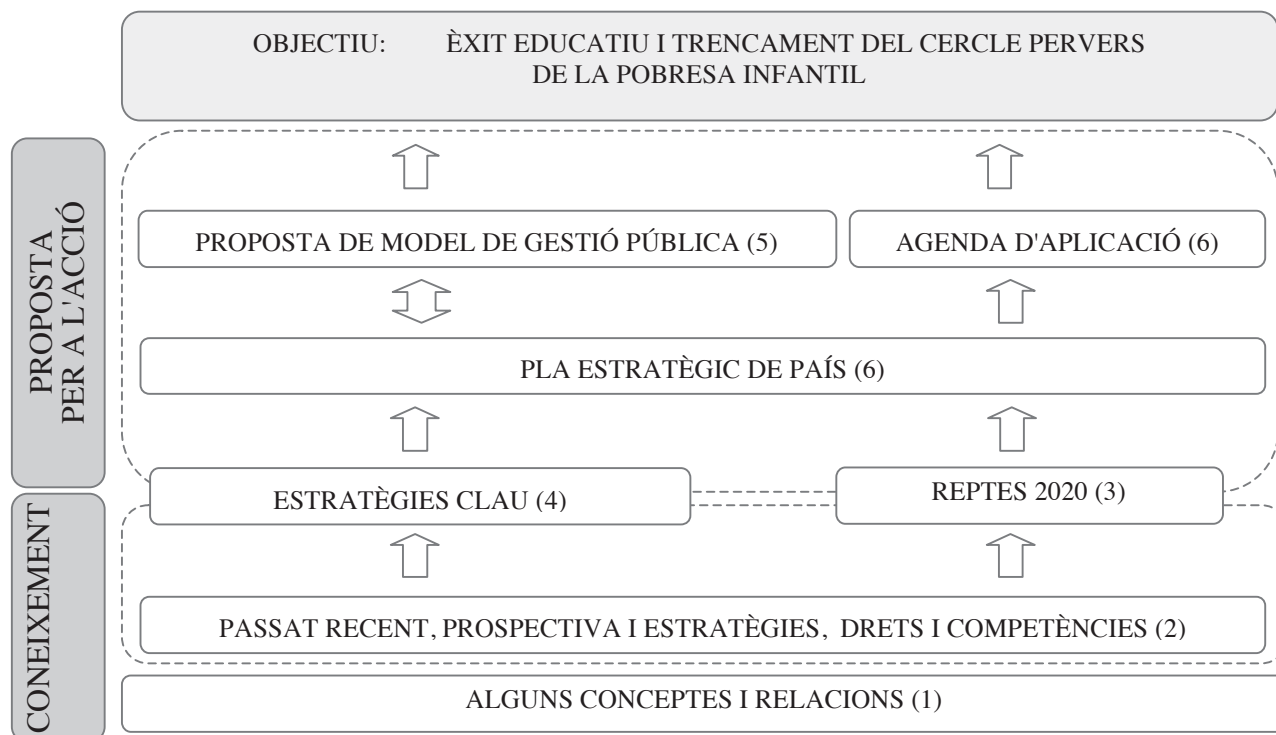 OBJECTIU: ÈXIT EDUCATIU I TRENCAMENT DEL CERCLE PERVERS
DE LA POBRESA INFANTIL
PROPOSTA
PER A L'ACCIÓ
PROPOSTA DE MODEL DE GESTIÓ PÚBLICA (5)
AGENDA D'APLICACIÓ (6)
PLA ESTRATÈGIC DE PAÍS (6)
ESTRATÈGIES CLAU (4)
REPTES 2020 (3)
CONEIXEMENT
PASSAT RECENT, PROSPECTIVA I ESTRATÈGIES, DRETS I COMPETÈNCIES (2)
ALGUNS CONCEPTES I RELACIONS (1)